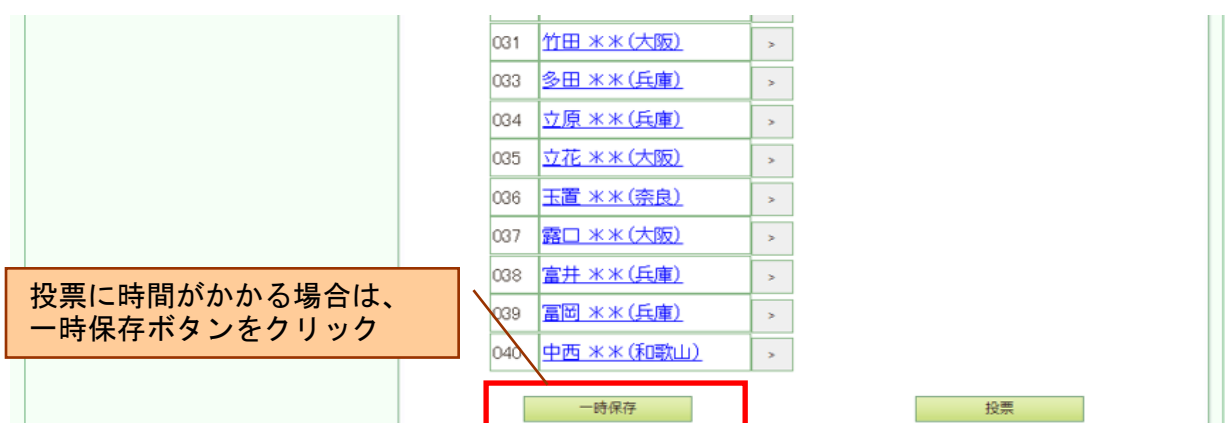 031 竹田 ＊＊(大阪) >
033 多田 ＊＊(兵庫) >
034 立原 ＊＊(兵庫) >
035 立花 ＊＊(大阪) >
036 玉置 ＊＊(奈良) >
037 露口 ＊＊(大阪) >
038 富井 ＊＊(兵庫) >
039 冨岡 ＊＊(兵庫) >
040 中西 ＊＊(和歌山) >
投票に時間がかかる場合は、
一時保存ボタンをクリック
一時保存
投票